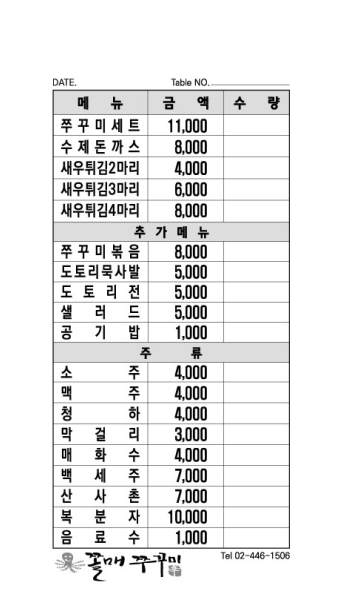 DATE. Table NO.
메 뉴 금 액 수 량
쭈꾸미세트 11,000
수제돈까스 8,000
새우튀김2마리 4,000
새우튀김3마리 6,000
새우튀김4마리 8,000
추가메뉴
쭈꾸미볶음 8,000
도토리묵사발 5,000
도토리전 5,000
샐러드 5,000
공기밥 1,000
주 류
소 주 4,000
맥 주 4,000
청 하 4,000
막걸리 3,000
매화수 4,000
백세주 7,000
산사춘 7,000
복분자 10,000
음료수 1,000
꼴매 쭈꾸미 Tel 02-446-1506